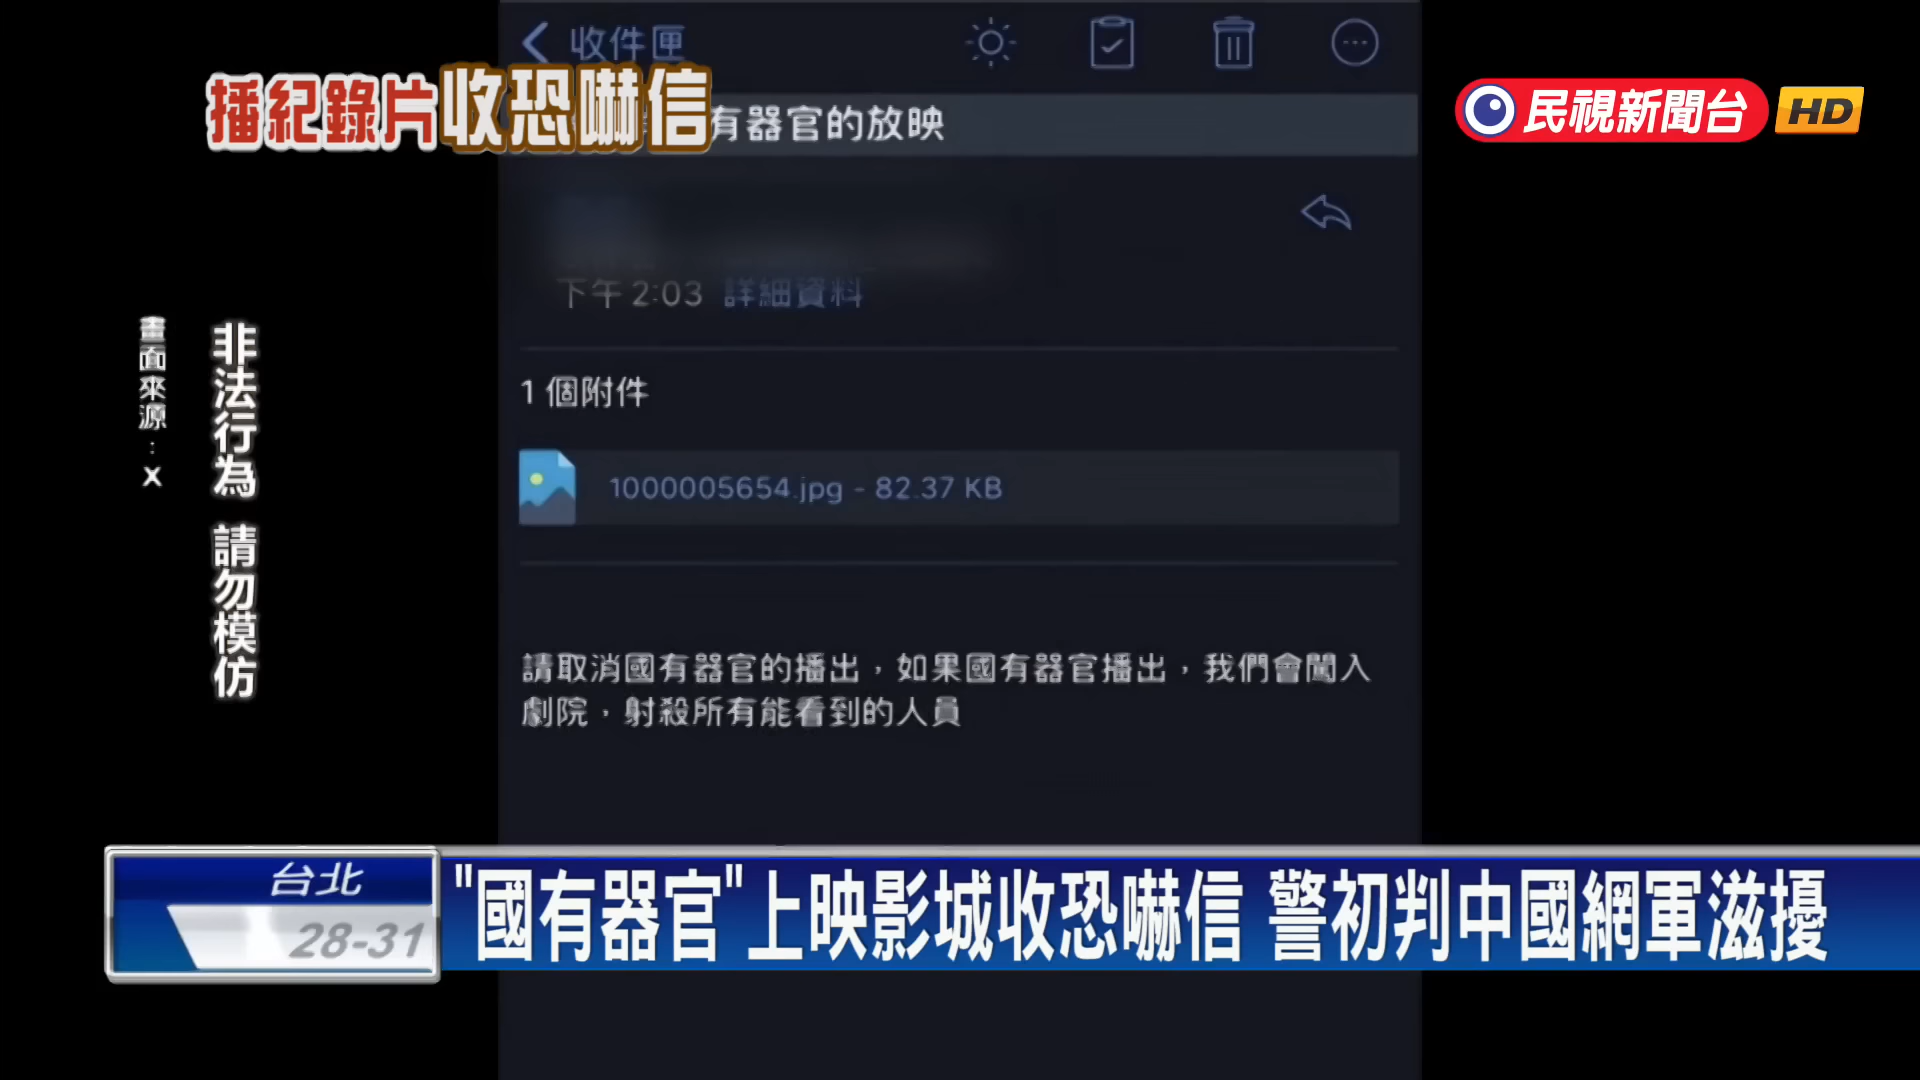 收件匣
播紀錄片收恐嚇信
有器官的放映
民視新聞台 HD
下午 2:03 詳細資料
畫面來源：X
非法行為 請勿模仿
1 個附件
1000005654.jpg - 82.37 KB
請取消國有器官的播出，如果國有器官播出，我們會闖入
劇院，射殺所有能看到的人員
台北
28-31
"國有器官"上映影城收恐嚇信 警初判中國網軍滋擾